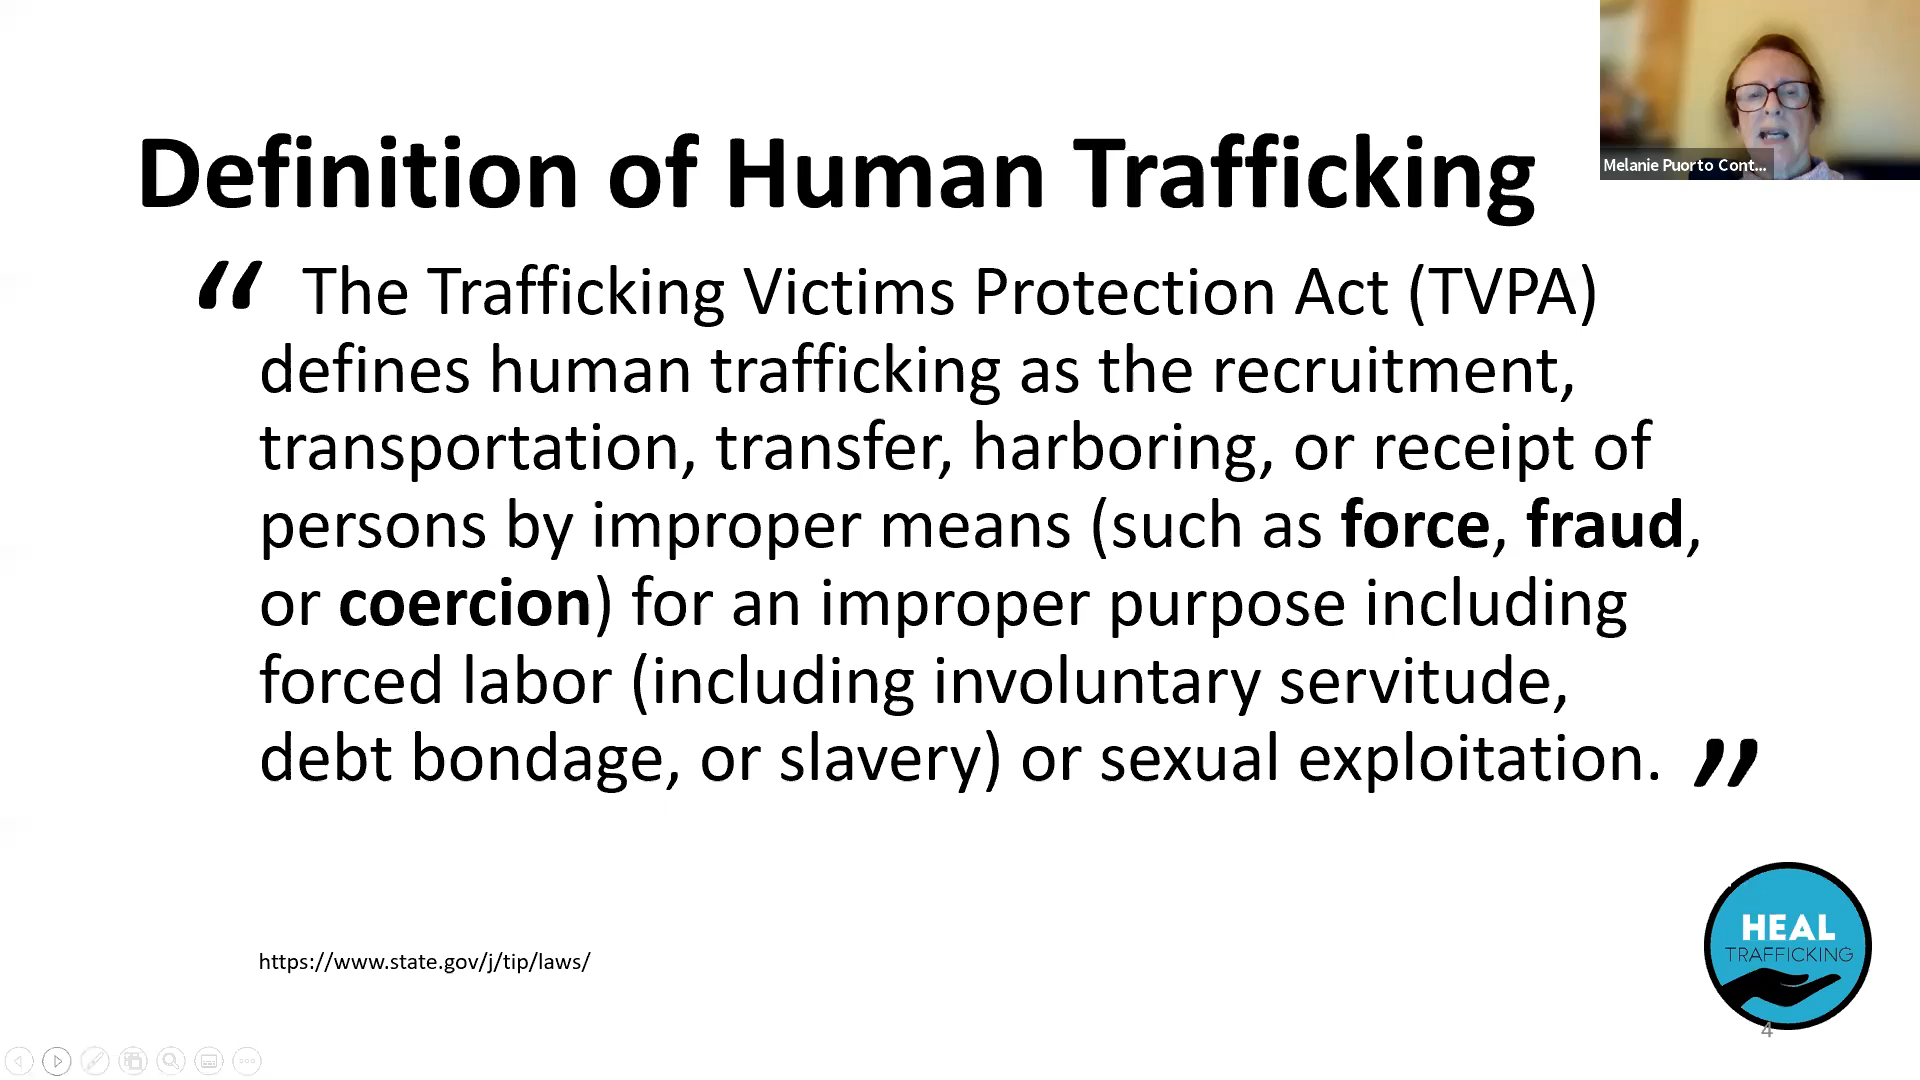 Definition of Human Trafficking
“ The Trafficking Victims Protection Act (TVPA)
defines human trafficking as the recruitment,
transportation, transfer, harboring, or receipt of
persons by improper means (such as force, fraud,
or coercion) for an improper purpose including
forced labor (including involuntary servitude,
debt bondage, or slavery) or sexual exploitation. ”
https://www.state.gov/j/tip/laws/
Melanie Puorto Cont...
HEAL
TRAFFICKING
4